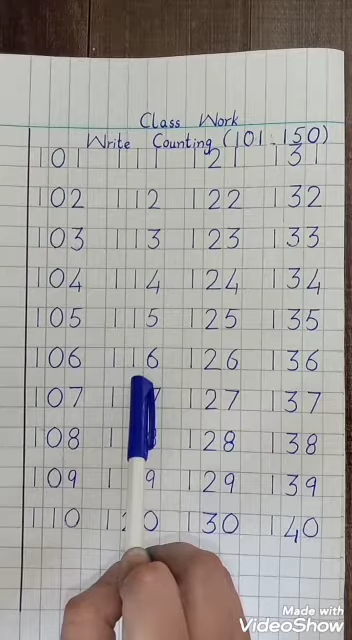 Class Work
Write Counting (101-150)
101 111 121 131
102 112 122 132
103 113 123 133
104 114 124 134
105 115 125 135
106 116 126 136
107 127 137
108 128 138
109 129 139
110 130 140
Made with
VideoShow